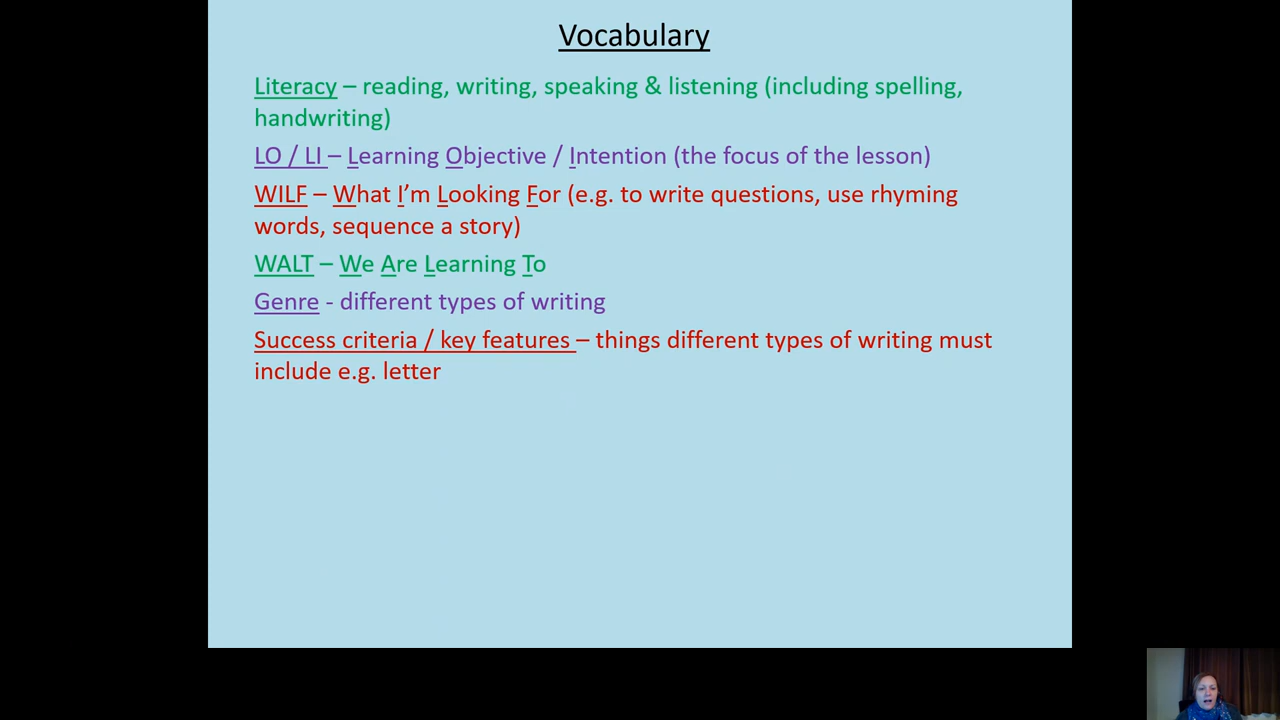 Vocabulary
Literacy – reading, writing, speaking & listening (including spelling,
handwriting)
LO / LI – Learning Objective / Intention (the focus of the lesson)
WILF – What I’m Looking For (e.g. to write questions, use rhyming
words, sequence a story)
WALT – We Are Learning To
Genre - different types of writing
Success criteria / key features – things different types of writing must
include e.g. letter